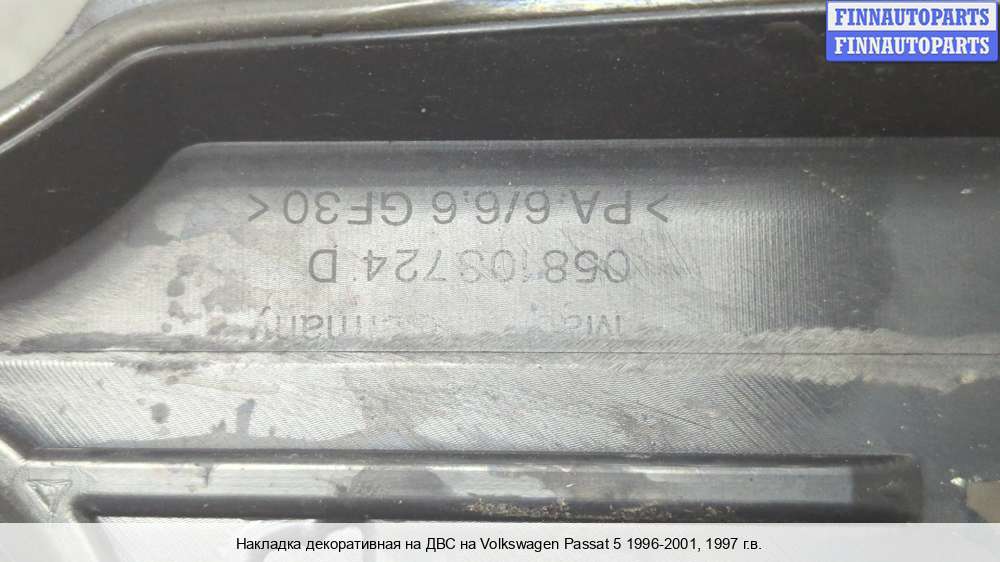 FINNAUTOPARTS
FINNAUTOPARTS
Germany
058103724 D
>PA.6/6.6 GF30<
Накладка декоративная на ДВС на Volkswagen Passat 5 1996-2001, 1997 г.в.